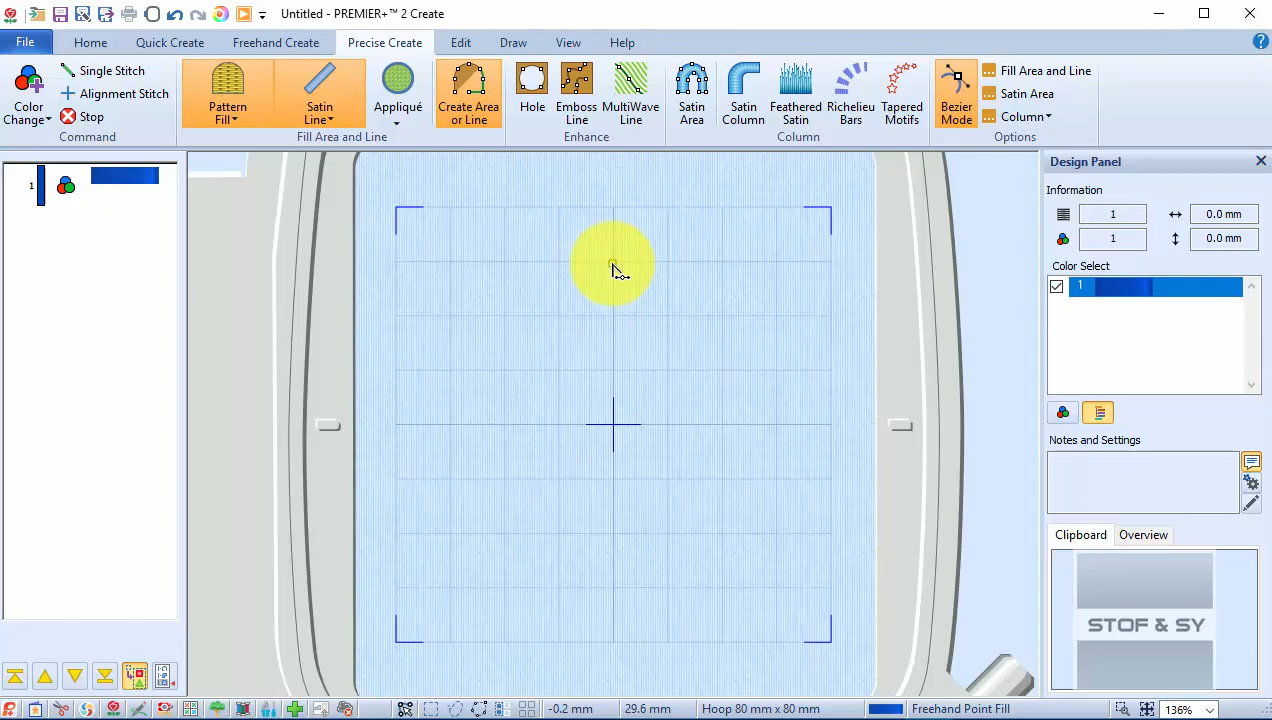 Untitled - PREMIER+™ 2 Create
File Home Quick Create Freehand Create Precise Create Edit Draw View Help
Color Change
Single Stitch
Alignment Stitch
Stop
Command
Pattern Fill
Satin Line
Appliqué
Create Area or Line
Fill Area and Line
Hole
Emboss Line
MultiWave Line
Enhance
Satin Area
Satin Column
Feathered Satin
Richelieu Bars
Tapered Motifs
Column
Bezier Mode
Fill Area and Line
Satin Area
Column
Options
1
Design Panel
Information
1 0.0 mm
1 0.0 mm
Color Select
1
Notes and Settings
Clipboard Overview
STOF & SY
-0.2 mm 29.6 mm Hoop 80 mm x 80 mm Freehand Point Fill 136%